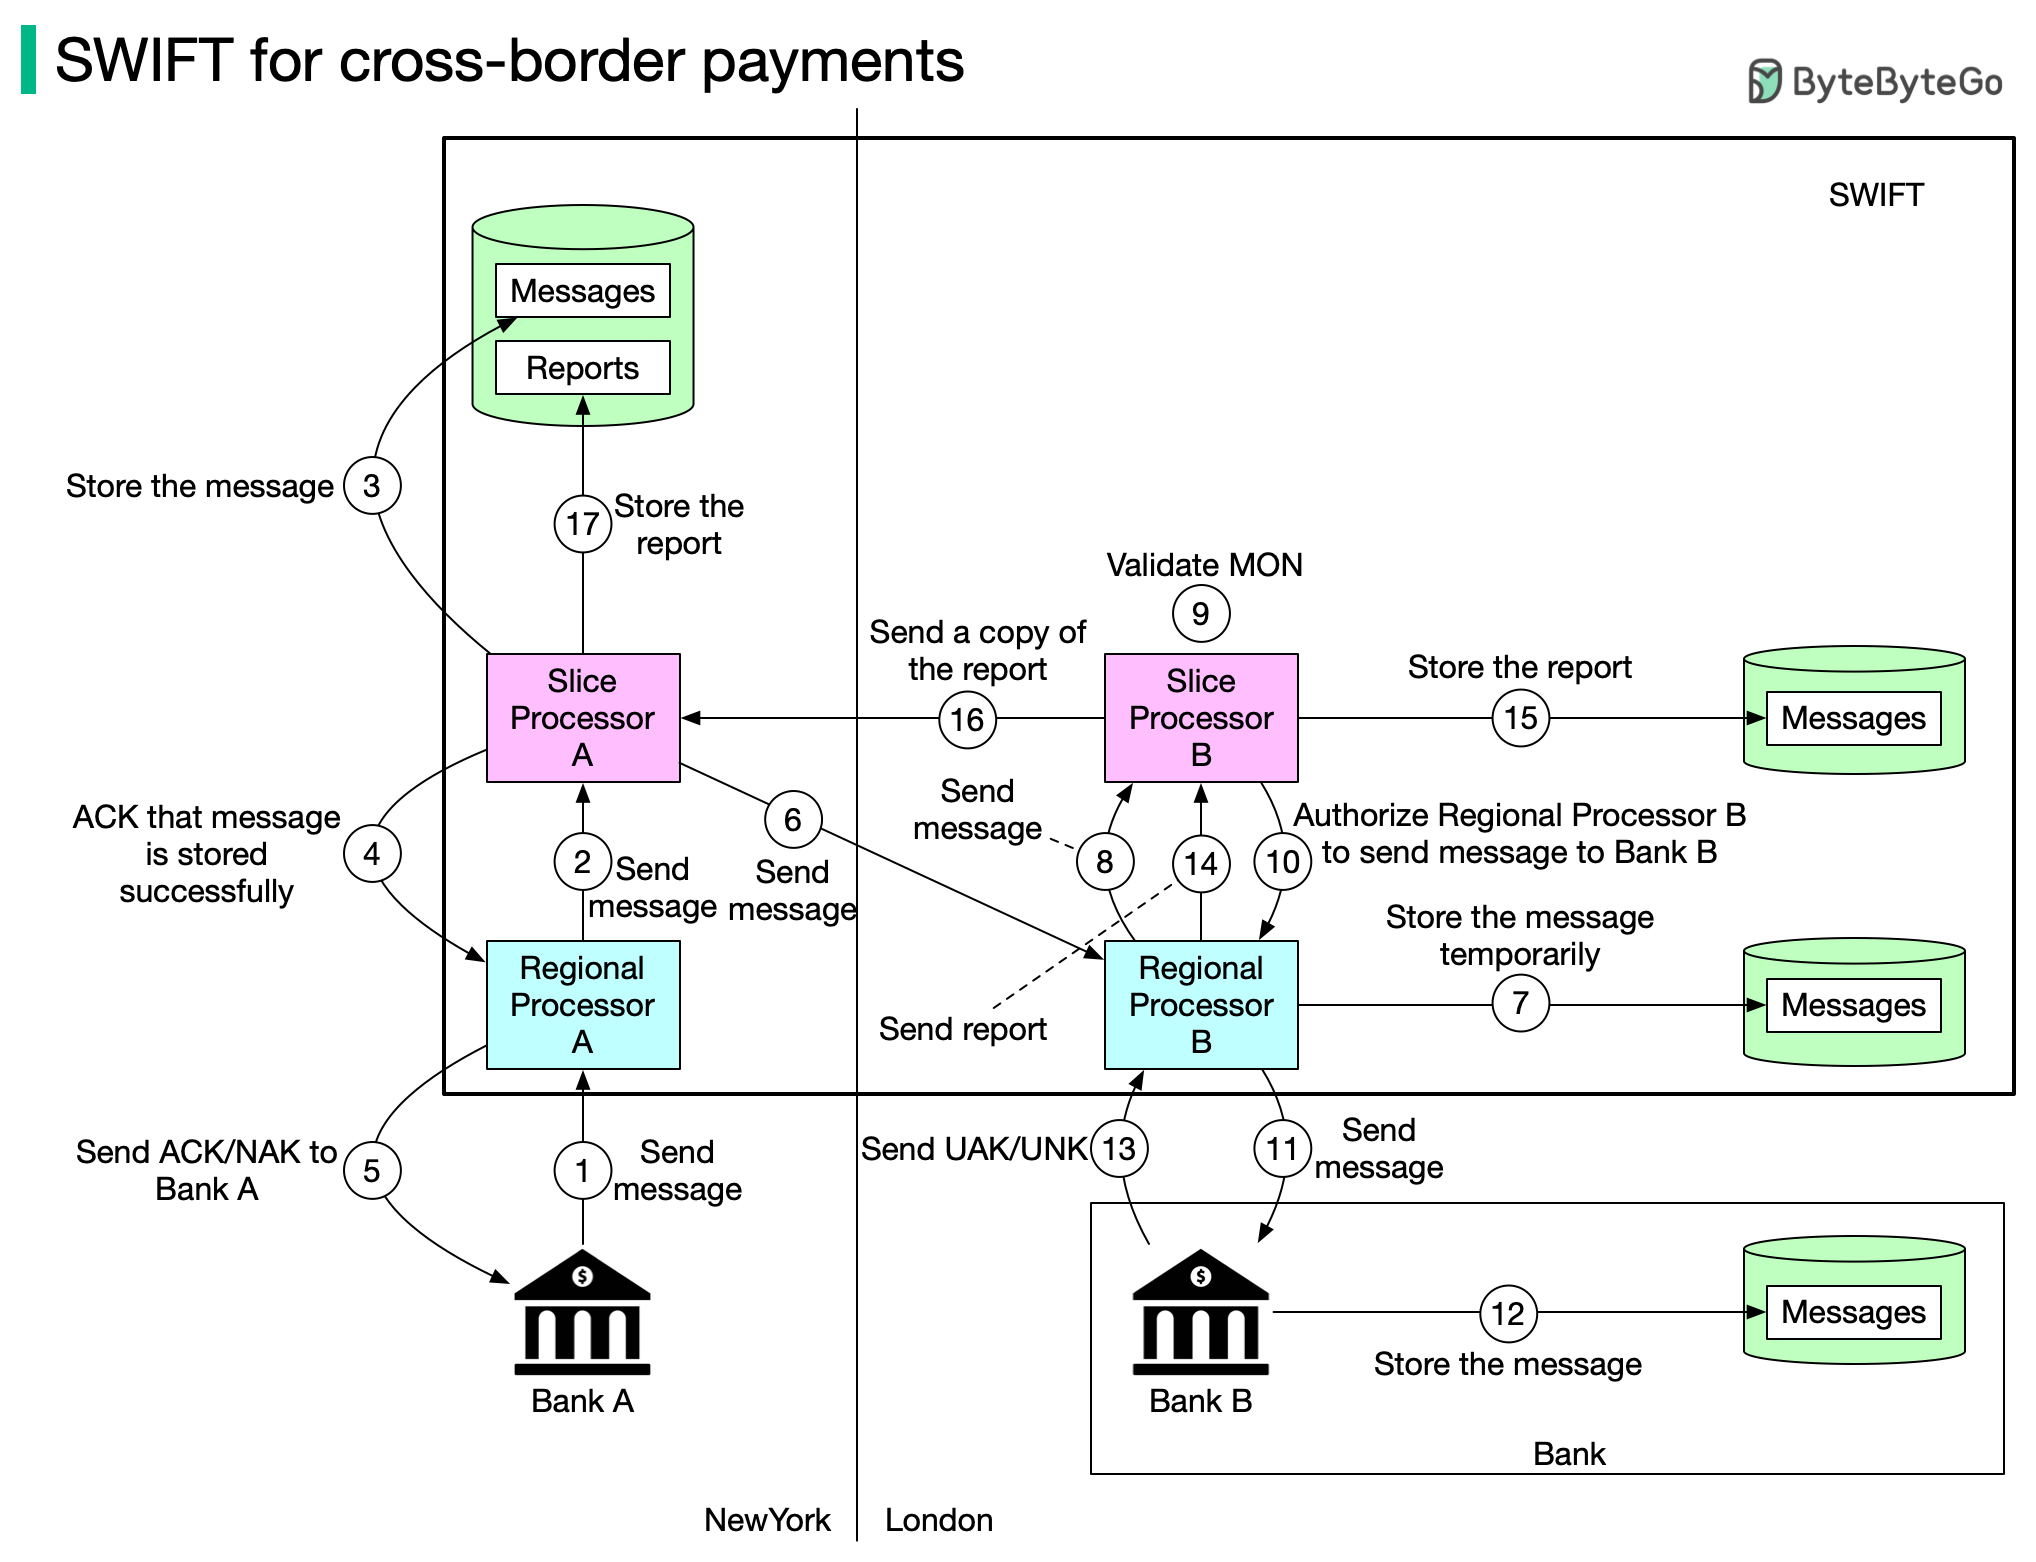 SWIFT for cross-border payments
ByteByteGo
SWIFT
Messages
Reports
Store the message
3
17
Store the
report
Validate MON
9
Send a copy of
the report
16
Slice
Processor
A
Slice
Processor
B
Store the report
15
Messages
ACK that message
is stored
successfully
4
2
Send
message
6
Send
message
Send
message
8
14
10
Authorize Regional Processor B
to send message to Bank B
Store the message
temporarily
7
Messages
Regional
Processor
A
Send report
Regional
Processor
B
Send ACK/NAK to
Bank A
5
1
Send
message
Send UAK/UNK
13
11
Send
message
$
Bank A
$
Bank B
12
Store the message
Messages
Bank
NewYork
London